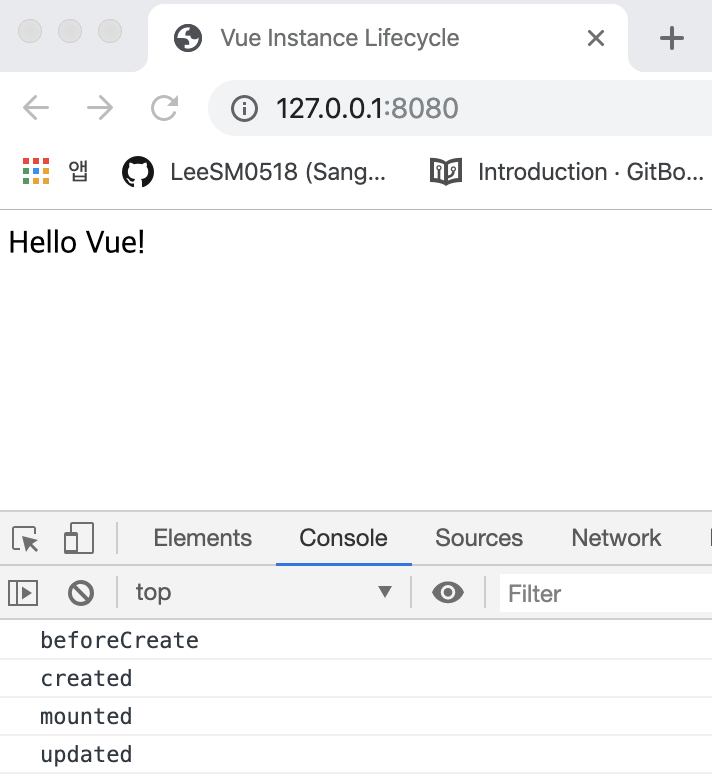 Vue Instance Lifecycle
127.0.0.1:8080
앱 LeeSM0518 (Sang... Introduction · GitBo...
Hello Vue!
Elements Console Sources Network
top Filter
beforeCreate
created
mounted
updated